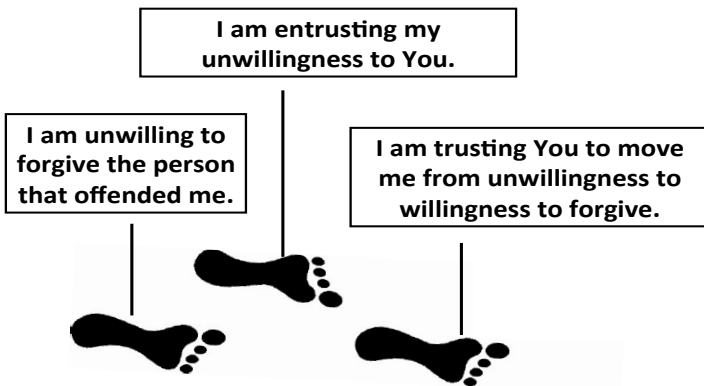 I am unwilling to
forgive the person
that offended me.
I am entrusting my
unwillingness to You.
I am trusting You to move
me from unwillingness to
willingness to forgive.